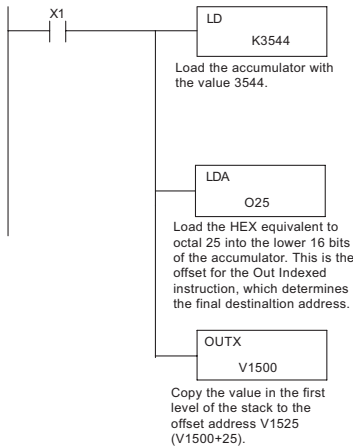 X1
LD
K3544
Load the accumulator with
the value 3544.
LDA
O25
Load the HEX equivalent to
octal 25 into the lower 16 bits
of the accumulator. This is the
offset for the Out Indexed
instruction, which determines
the final destinaltion address.
OUTX
V1500
Copy the value in the first
level of the stack to the
offset address V1525
(V1500+25).